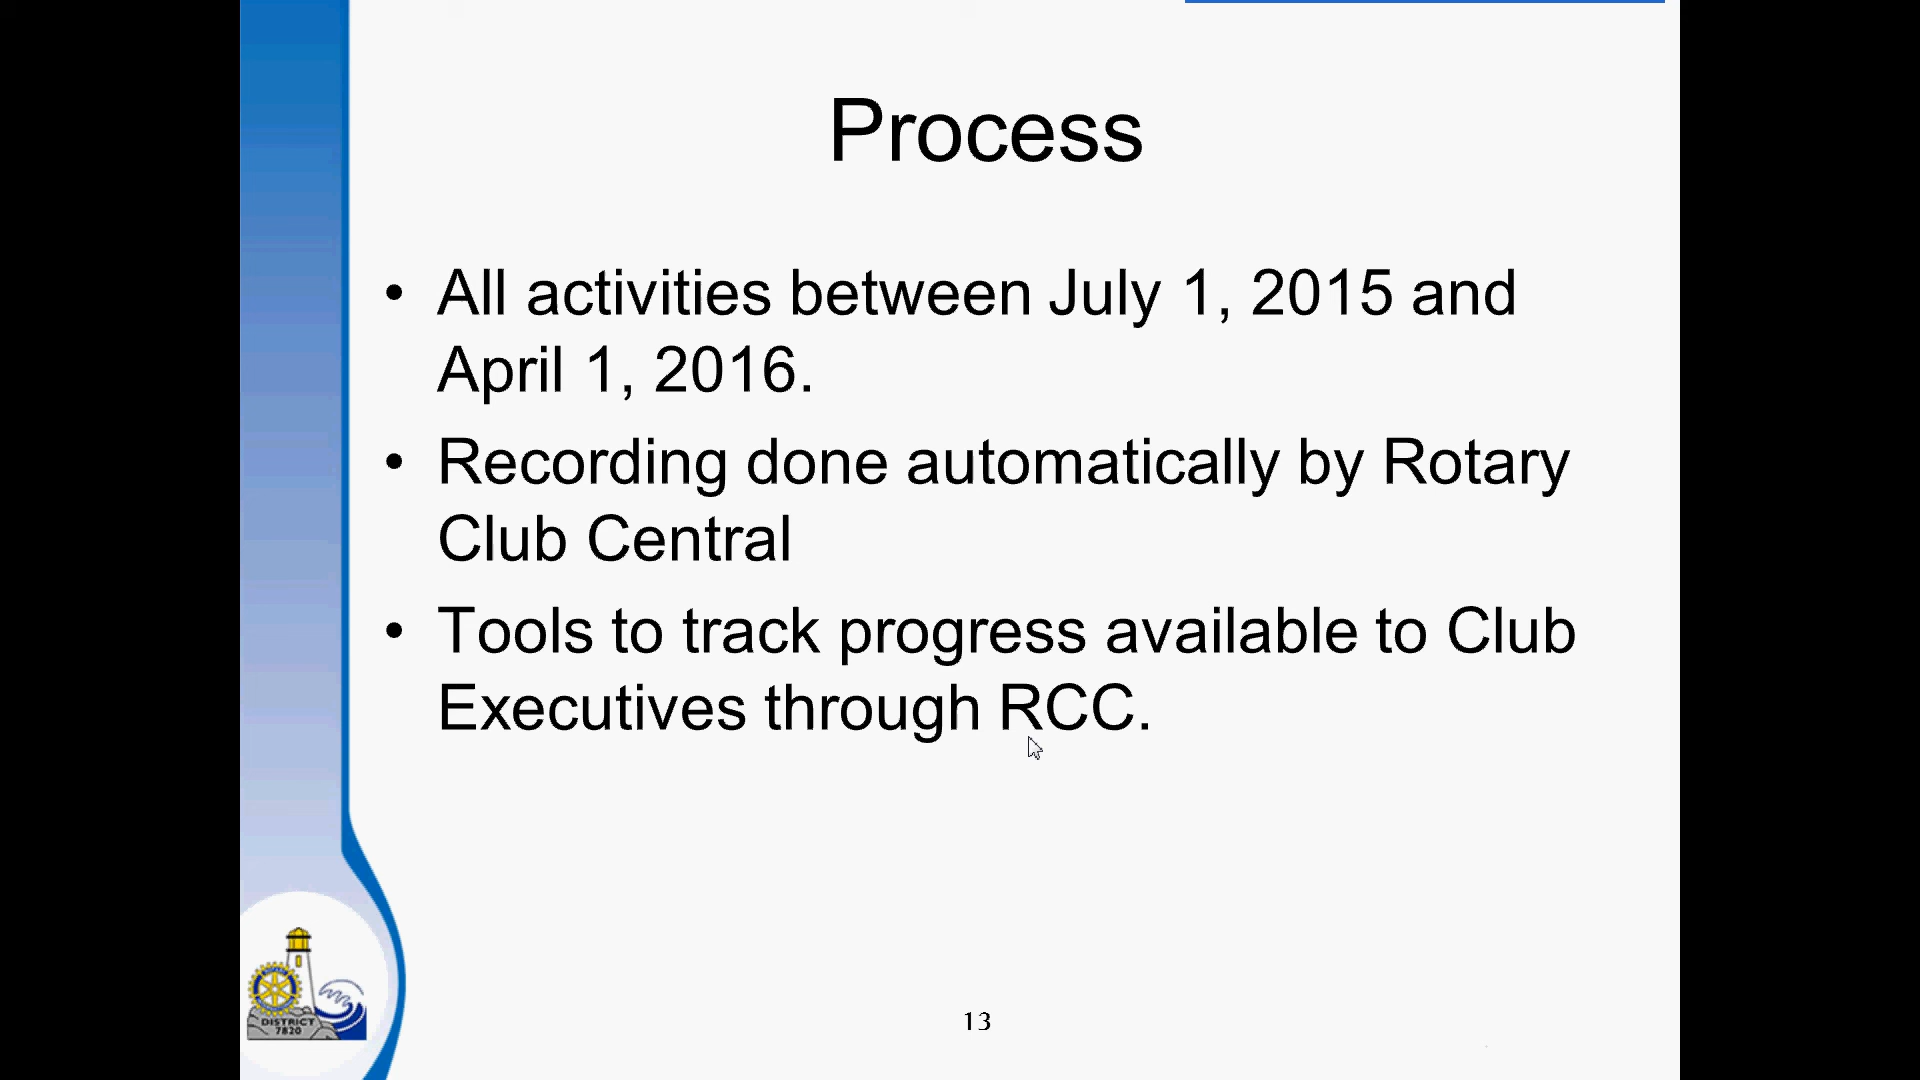 Process
• All activities between July 1, 2015 and
April 1, 2016.
• Recording done automatically by Rotary
Club Central
• Tools to track progress available to Club
Executives through RCC.
DISTRICT
7820
13